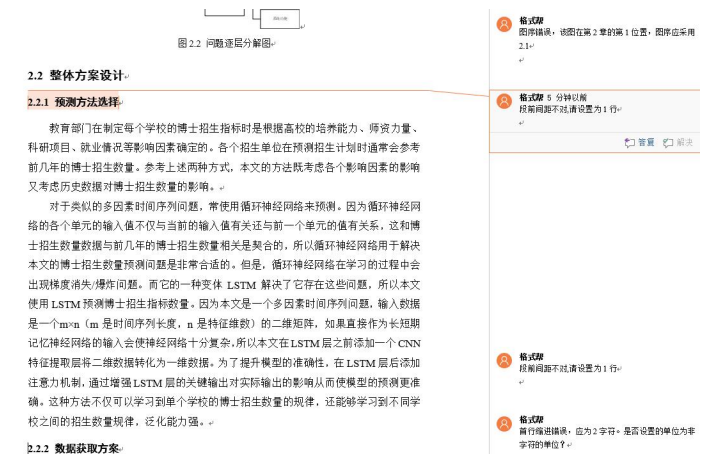 图 2.2 问题逐层分解图
2.2 整体方案设计
2.2.1 预测方法选择
教育部门在制定每个学校的博士招生指标时是根据高校的培养能力、师资力量、
科研项目、就业情况等影响因素确定的。各个招生单位在预测招生计划时通常会参考
前几年的博士招生数量。参考上述两种方式，本文的方法既考虑各个影响因素的影响
又考虑历史数据对博士招生数量的影响。
对于类似的多因素时间序列问题，常使用循环神经网络来预测。因为循环神经网
络的各个单元的输入值不仅与当前的输入值有关还与前一个单元的值有关系，这和博
士招生数量数据与前几年的博士招生数量相关是契合的，所以循环神经网络用于解决
本文的博士招生数量预测问题是非常合适的。但是，循环神经网络在学习的过程中会
出现梯度消失/爆炸问题。而它的一种变体 LSTM 解决了它存在这些问题，所以本文
使用 LSTM 预测博士招生指标数量。因为本文是一个多因素时间序列问题，输入数据
是一个m×n（m 是时间序列长度，n 是特征维数）的二维矩阵，如果直接作为长短期
记忆神经网络的输入会使神经网络十分复杂,所以本文在 LSTM 层之前添加一个 CNN
特征提取层将二维数据转化为一维数据。为了提升模型的准确性，在 LSTM 层后添加
注意力机制，通过增强 LSTM 层的关键输出对实际输出的影响从而使模型的预测更准
确。这种方法不仅可以学习到单个学校的博士招生数量的规律，还能够学习到不同学
校之间的招生数量规律，泛化能力强。
2.2.2 数据获取方案
格式帮
图序错误，该图在第 2 章的第 1 位置，图序应采用
2.1
格式帮 5 分钟以前
段前间距不对,请设置为 1 行
答复 解决
格式帮
段前间距不对,请设置为 1 行
格式帮
首行缩进错误，应为 2 字符。是否设置的单位为非
字符的单位？